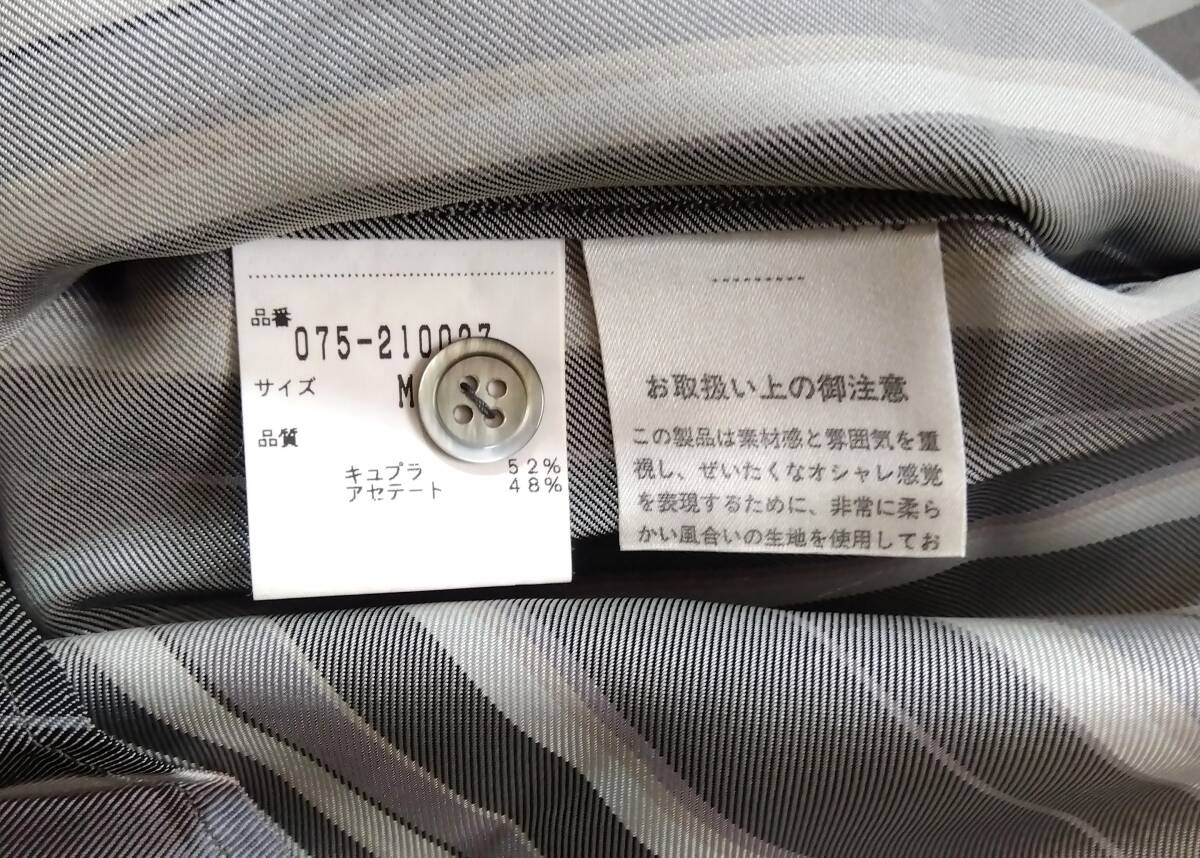 品番
075-210027
サイズ
M
品質
キュプラ 52%
アセテート 48%
お取扱い上の御注意
この製品は素材感と雰囲気を重
視し、ぜいたくなオシャレ感覚
を表現するために、非常に柔ら
かい風合いの生地を使用してお